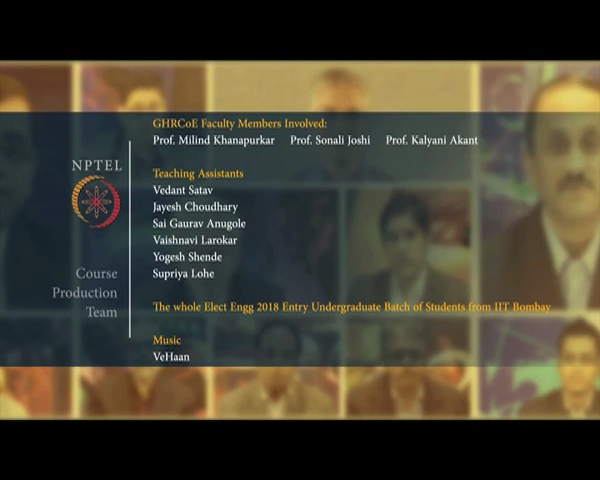 NPTEL
Course
Production
Team
GHRCoE Faculty Members Involved:
Prof. Milind Khanapurkar Prof. Sonali Joshi Prof. Kalyani Akant
Teaching Assistants
Vedant Satav
Jayesh Choudhary
Sai Gaurav Anugole
Vaishnavi Larokar
Yogesh Shende
Supriya Lohe
The whole Elect Engg 2018 Entry Undergraduate Batch of Students from IIT Bombay
Music
VeHaan